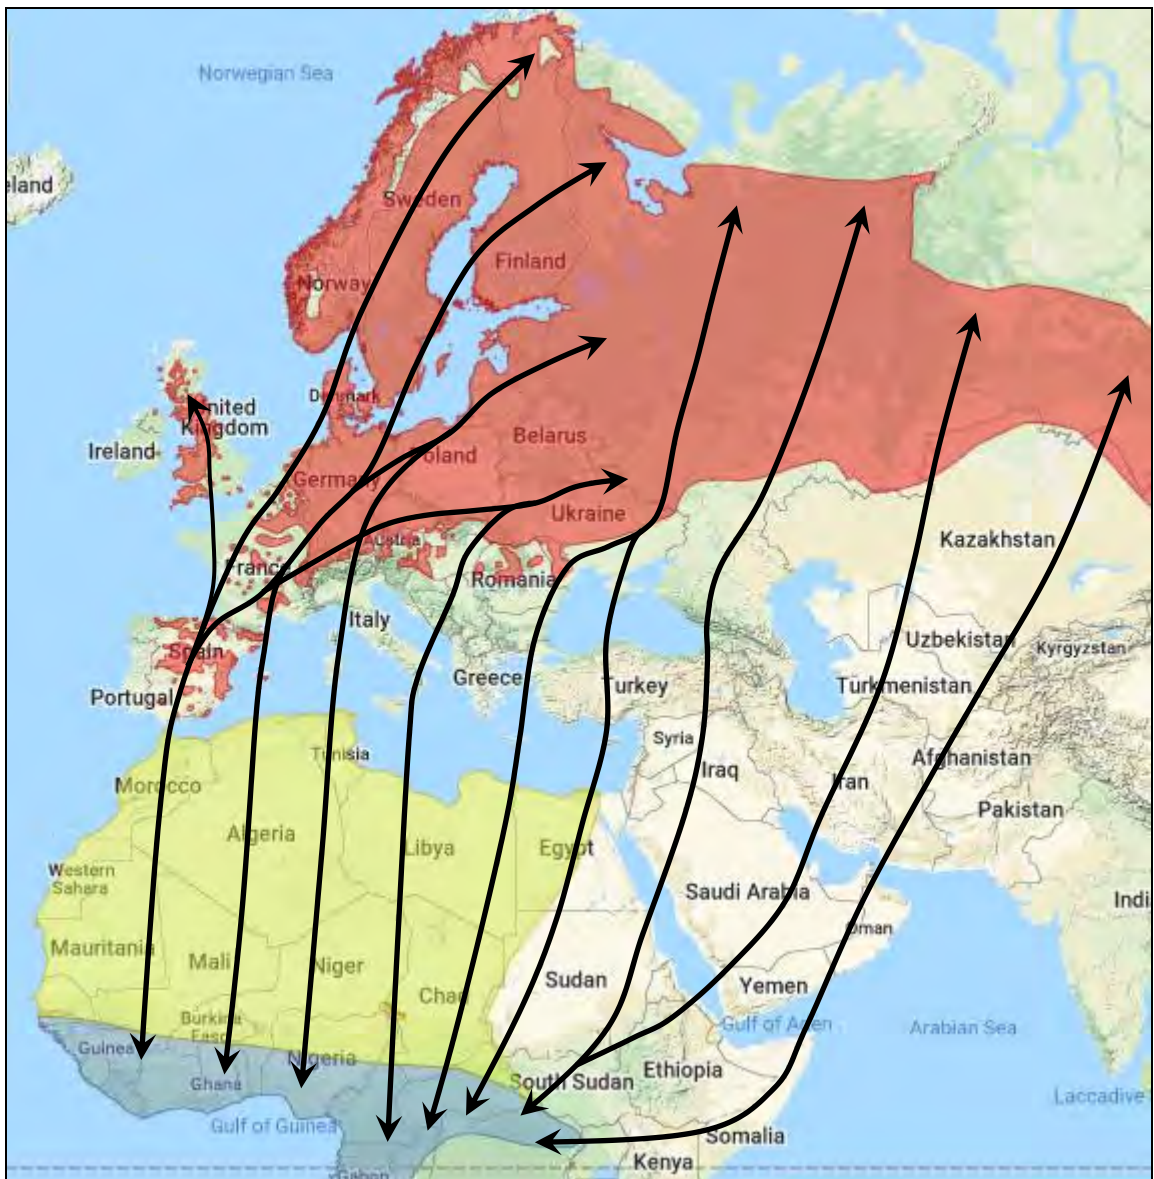 Norwegian Sea
eland
Sweden
Finland
Norway
Denmark
United
Kingdom
Ireland
Belarus
Poland
Germany
Ukraine
Austria
Kazakhstan
France
Romania
Italy
Uzbekistan
Kyrgyzstan
Spain
Greece
Turkey
Türkmenistan
Portugal
Syria
Tunisia
Afghanistan
Iraq
Iran
Morocco
Pakistan
Algeria
Libya
Egypt
Western
Sahara
Saudi Arabia
Indi
Oman
Mauritania
Mali
Niger
Sudan
Yemen
Chad
Burkina
Faso
Gulf of Aden
Arabian Sea
Guinea
Nigeria
Ethiopia
Ghana
South Sudan
Laccadive
Gulf of Guinea
Somalia
Kenya
Gabon